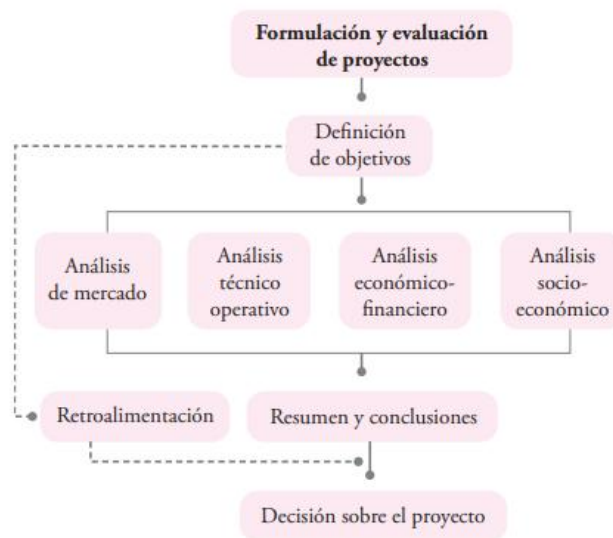 Formulación y evaluación
de proyectos
Definición
de objetivos
Análisis
de mercado
Análisis
técnico
operativo
Análisis
económico-
financiero
Análisis
socio-
económico
Retroalimentación
Resumen y conclusiones
Decisión sobre el proyecto